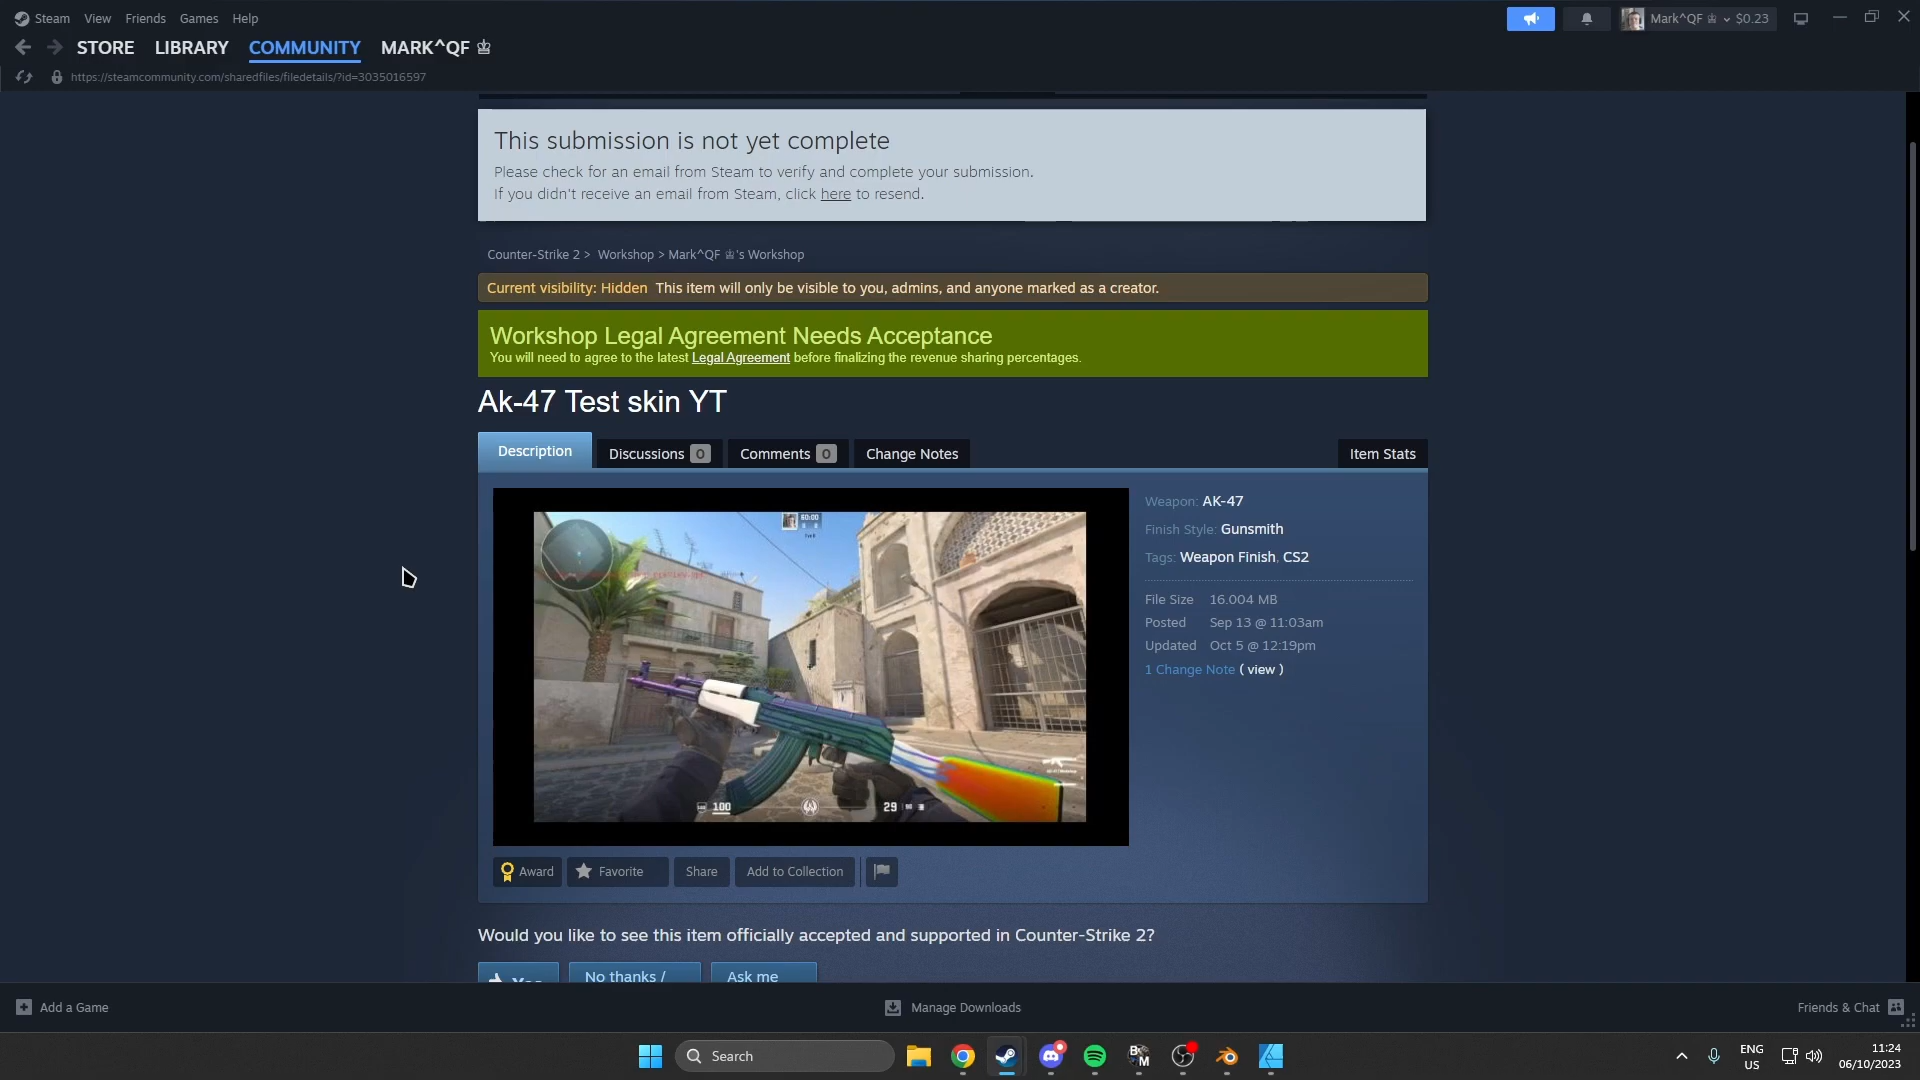 Steam View Friends Games Help
Mark^QF ♔ $0.23
STORE LIBRARY COMMUNITY MARK^QF ♔
https://steamcommunity.com/sharedfiles/filedetails/?id=3035016597
This submission is not yet complete
Please check for an email from Steam to verify and complete your submission.
If you didn't receive an email from Steam, click here to resend.
Counter-Strike 2 > Workshop > Mark^QF ♔'s Workshop
Current visibility: Hidden This item will only be visible to you, admins, and anyone marked as a creator.
Workshop Legal Agreement Needs Acceptance
You will need to agree to the latest Legal Agreement before finalizing the revenue sharing percentages.
Ak-47 Test skin YT
Description Discussions 0 Comments 0 Change Notes Item Stats
Weapon: AK-47
Finish Style: Gunsmith
Tags: Weapon Finish, CS2
File Size 16.004 MB
Posted Sep 13 @ 11:03am
Updated Oct 5 @ 12:19pm
1 Change Note ( view )
60:00
100 29
Award Favorite Share Add to Collection
Would you like to see this item officially accepted and supported in Counter-Strike 2?
Yes No thanks / Ask me
Add a Game Manage Downloads Friends & Chat
Search
ENG
US
11:24
06/10/2023